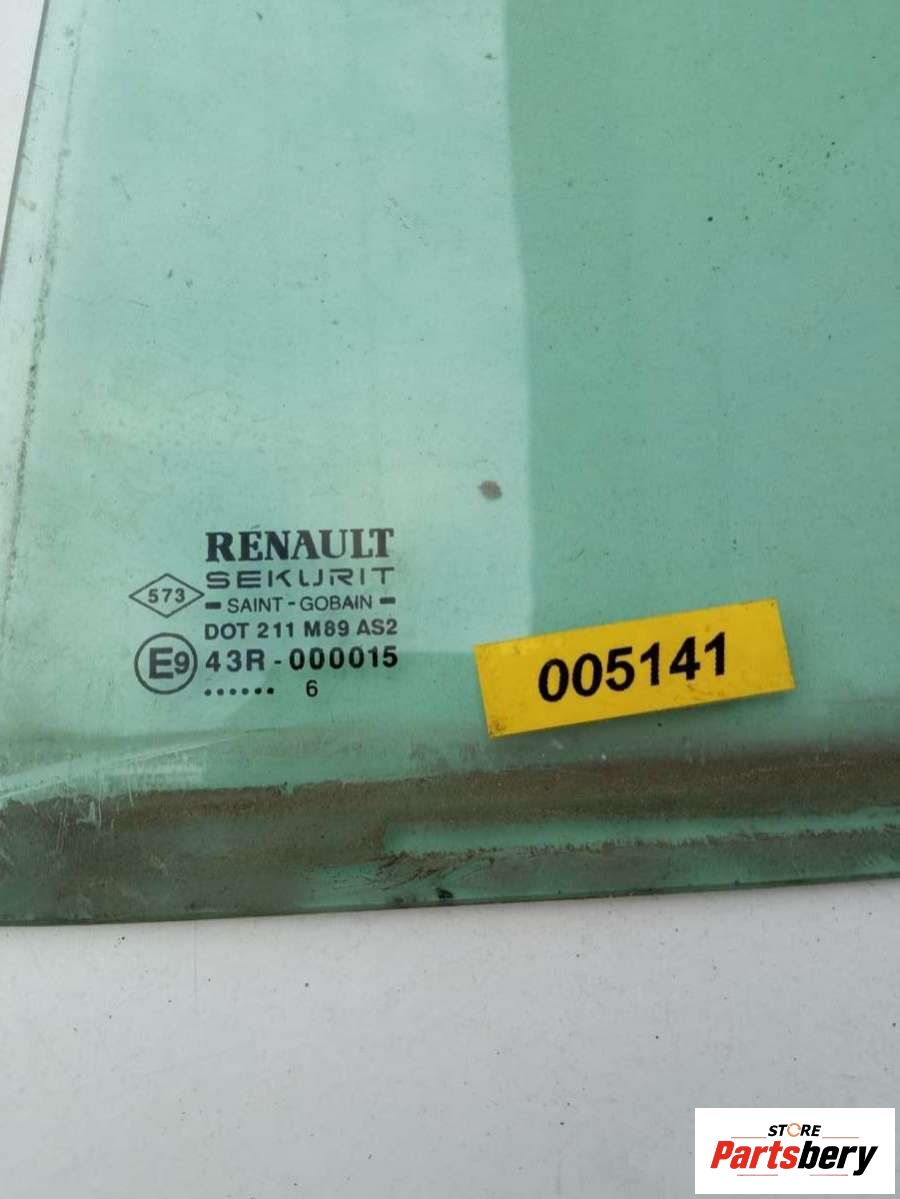 RENAULT
573
SEKURIT
SAINT-GOBAIN
DOT 211 M89 AS2
E9
43R-000015
...... 6
005141
STORE
Partsbery